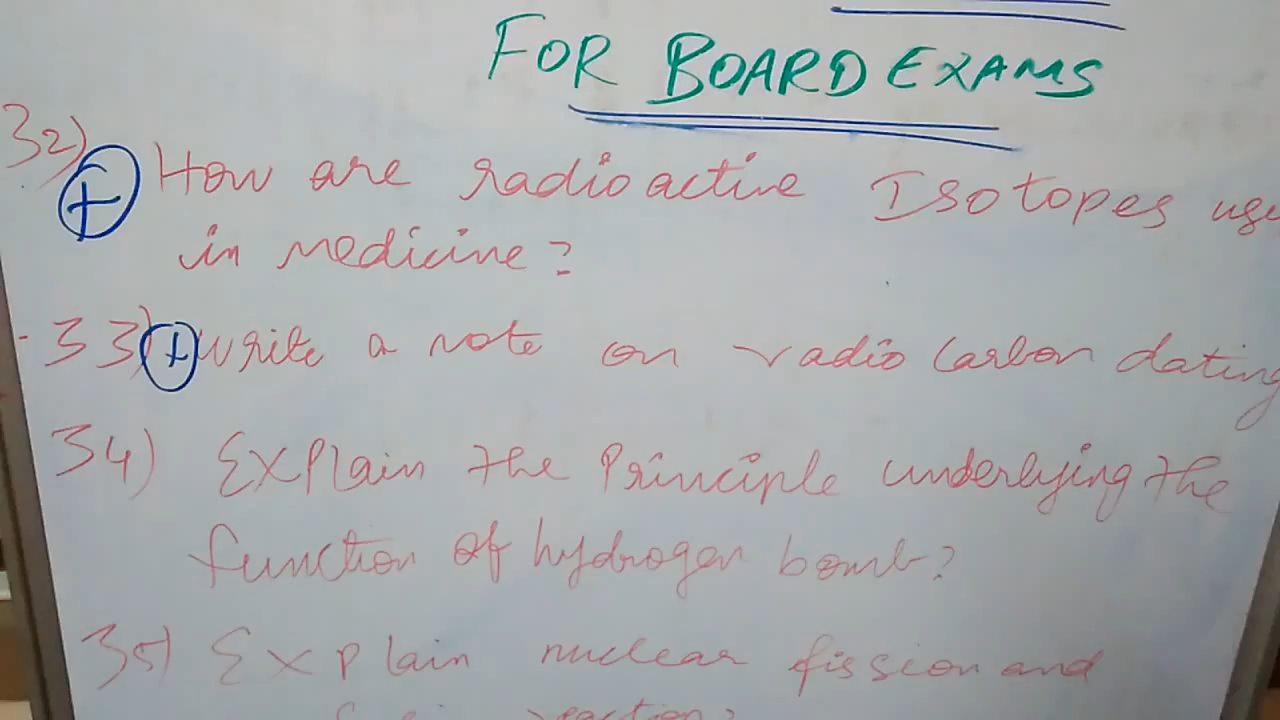 FOR BOARD EXAMS
32) + How are radioactive Isotopes use
in medicine?
33) + write a note on radio carbon dating
34) Explain the Principle underlying the
function of hydrogen bomb?
35) Explain nuclear fission and
reaction?